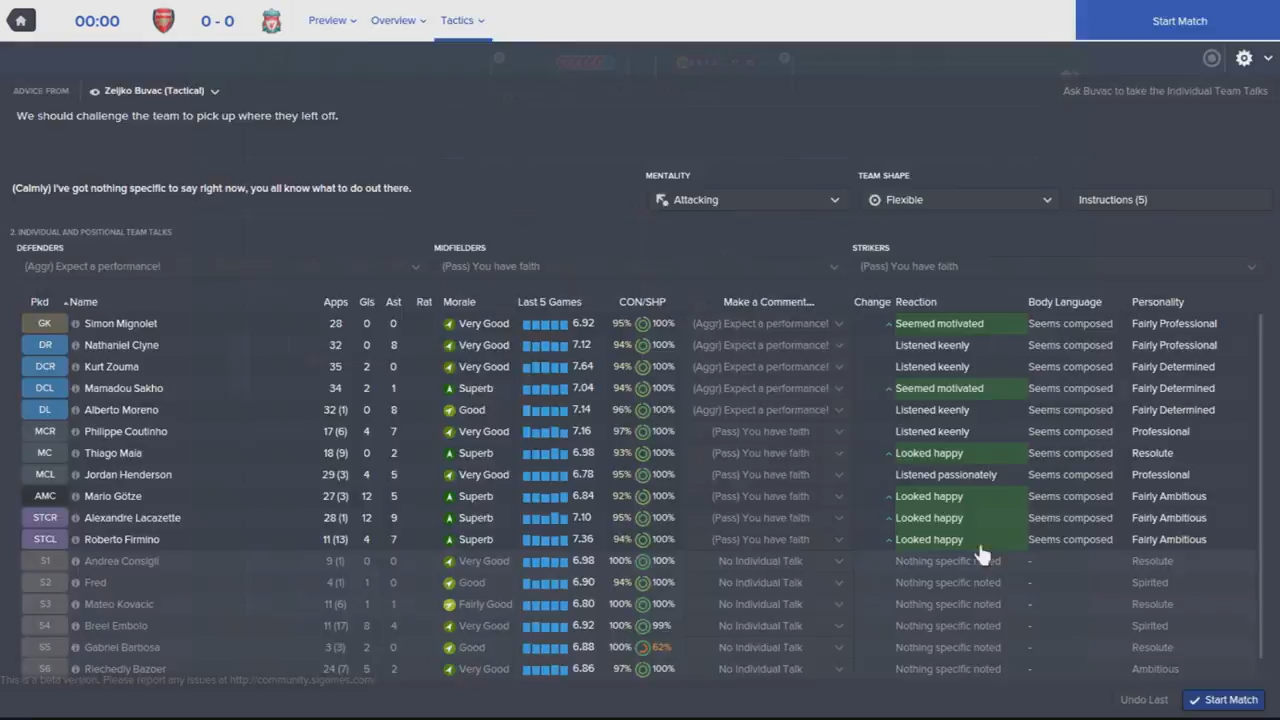 00:00 0 - 0 Preview Overview Tactics Start Match
ADVICE FROM Zeljko Buvac (Tactical) Ask Buvac to take the Individual Team Talks
We should challenge the team to pick up where they left off.
MENTALITY TEAM SHAPE
(Calmly) I've got nothing specific to say right now, you all know what to do out there.
Attacking Flexible Instructions (5)
2. INDIVIDUAL AND POSITIONAL TEAM TALKS
DEFENDERS MIDFIELDERS STRIKERS
(Aggr) Expect a performance! (Pass) You have faith (Pass) You have faith
Pkd Name Apps Gls Ast Rat Morale Last 5 Games CON/SHP Make a Comment... Change Reaction Body Language Personality
GK Simon Mignolet 28 0 0 Very Good 6.92 95% 100% (Aggr) Expect a performance! Seemed motivated Seems composed Fairly Professional
DR Nathaniel Clyne 32 0 8 Very Good 7.12 94% 100% (Aggr) Expect a performance! Listened keenly Seems composed Fairly Professional
DCR Kurt Zouma 35 2 0 Very Good 7.64 94% 100% (Aggr) Expect a performance! Listened keenly Seems composed Fairly Determined
DCL Mamadou Sakho 34 2 1 Superb 7.04 94% 100% (Aggr) Expect a performance! Seemed motivated Seems composed Fairly Determined
DL Alberto Moreno 32 (1) 0 8 Good 7.14 96% 100% (Aggr) Expect a performance! Listened keenly Seems composed Fairly Determined
MCR Philippe Coutinho 17 (6) 4 7 Very Good 7.16 97% 100% (Pass) You have faith Listened keenly Seems composed Professional
MC Thiago Maia 18 (9) 0 2 Superb 6.98 93% 100% (Pass) You have faith Looked happy Seems composed Resolute
MCL Jordan Henderson 29 (3) 4 5 Very Good 6.78 95% 100% (Pass) You have faith Listened passionately Seems composed Professional
AMC Mario Götze 27 (3) 12 5 Superb 6.84 92% 100% (Pass) You have faith Looked happy Seems composed Fairly Ambitious
STCR Alexandre Lacazette 28 (1) 12 9 Superb 7.10 95% 100% (Pass) You have faith Looked happy Seems composed Fairly Ambitious
STCL Roberto Firmino 11 (13) 4 7 Superb 7.36 94% 100% (Pass) You have faith Looked happy Seems composed Fairly Ambitious
S1 Andrea Consigli 9 (1) 0 0 Very Good 6.98 100% 100% No Individual Talk Nothing specific noted - Resolute
S2 Fred 4 (1) 1 0 Good 6.90 94% 100% No Individual Talk Nothing specific noted - Spirited
S3 Mateo Kovacic 11 (6) 1 1 Fairly Good 6.80 100% 100% No Individual Talk Nothing specific noted - Resolute
S4 Breel Embolo 11 (17) 8 4 Very Good 6.92 100% 99% No Individual Talk Nothing specific noted - Spirited
S5 Gabriel Barbosa 3 (3) 2 0 Good 6.88 100% 62% No Individual Talk Nothing specific noted - Resolute
S6 Riechedly Bazoer 24 (7) 5 2 Very Good 6.86 97% 100% No Individual Talk Nothing specific noted - Ambitious
This is a beta version. Please report any issues at http://community.sigames.com/
Undo Last Start Match